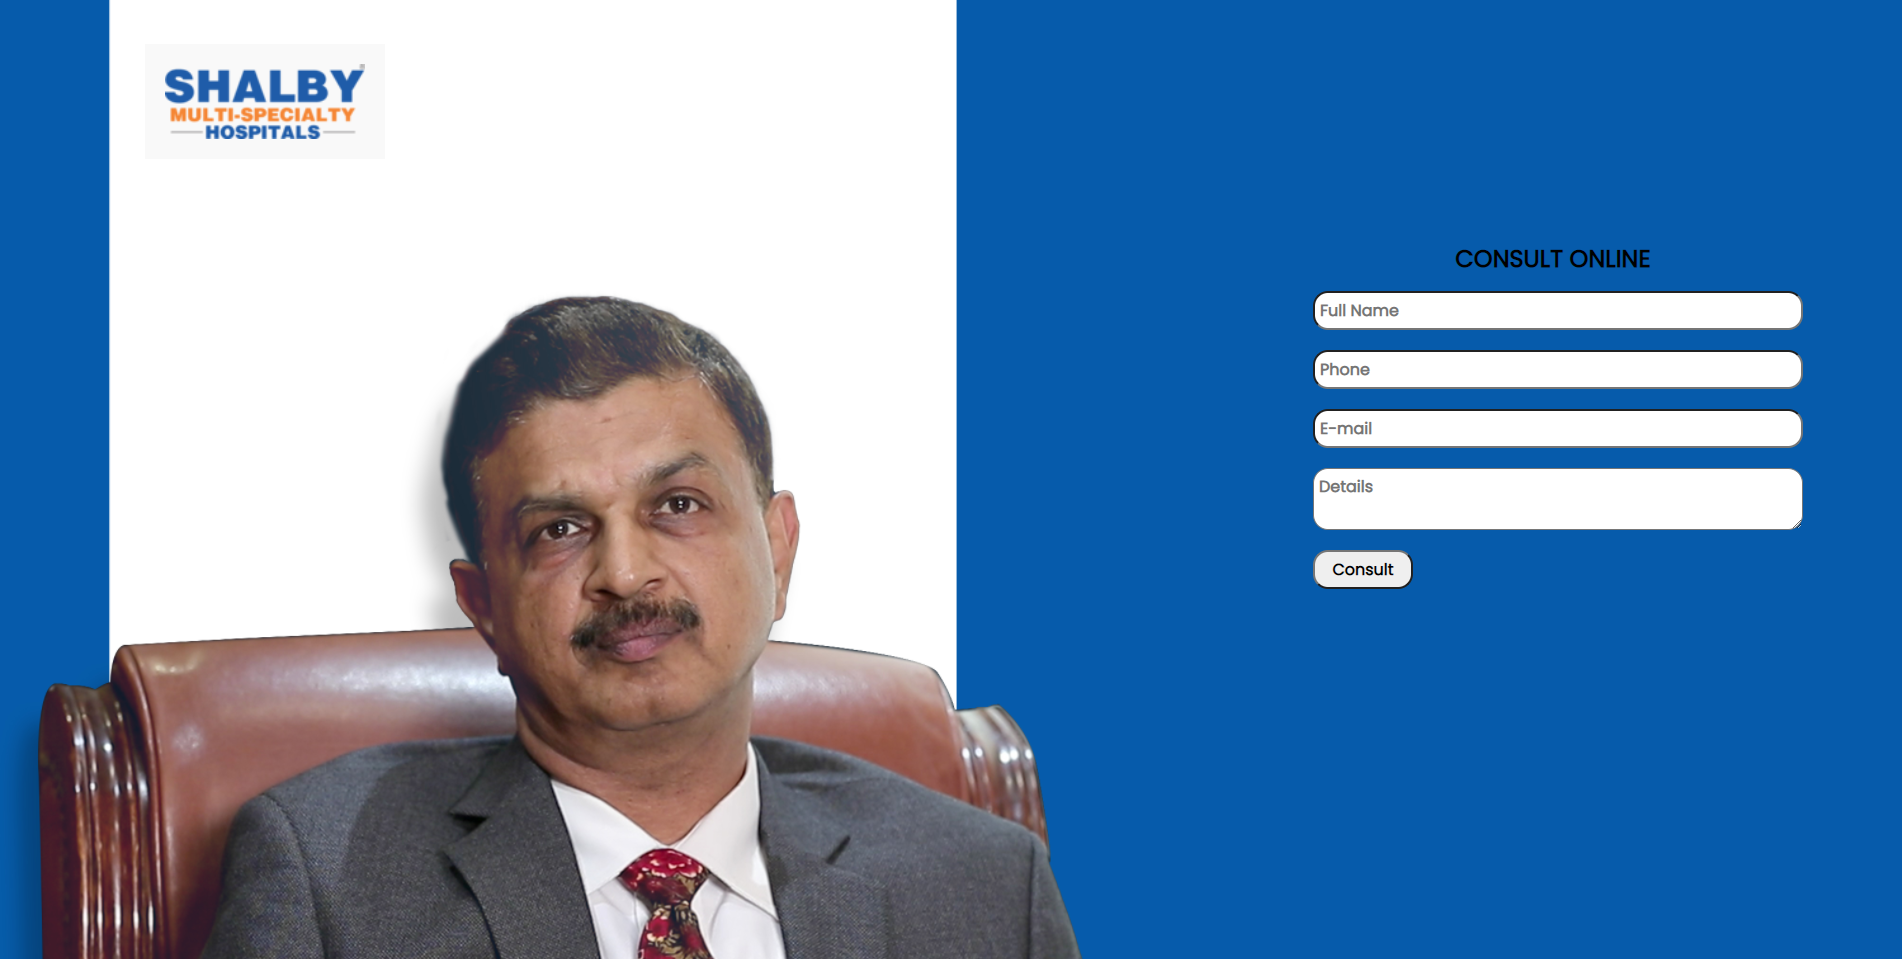 SHALBY®
MULTI-SPECIALTY
HOSPITALS
CONSULT ONLINE
Full Name
Phone
E-mail
Details
Consult